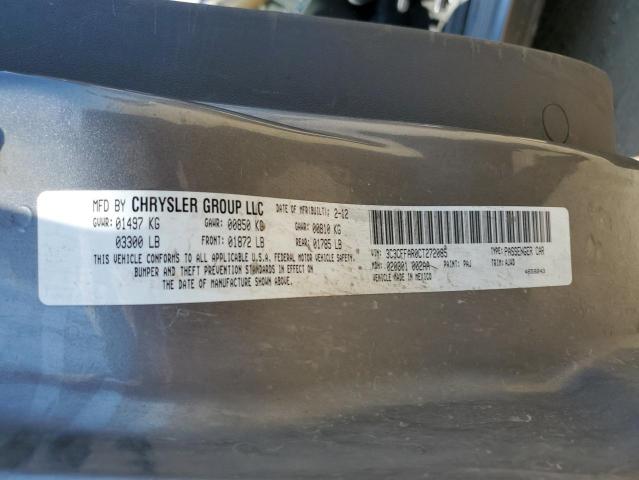 MFD BY CHRYSLER GROUP LLC DATE OF MFR(BUILT): 2-12
GVWR: 01497 KG GAWR: 00850 KG GAWR: 00810 KG
03300 LB FRONT: 01872 LB REAR: 01785 LB
THIS VEHICLE CONFORMS TO ALL APPLICABLE U.S.A. FEDERAL MOTOR VEHICLE SAFETY,
BUMPER AND THEFT PREVENTION STANDARDS IN EFFECT ON
THE DATE OF MANUFACTURE SHOWN ABOVE.
VIN: 3C3CFFAR0CT272085 TYPE: PASSENGER CAR
MDH: 020801 002AA PAINT: PAJ TRIM: AJA9
VEHICLE MADE IN MEXICO